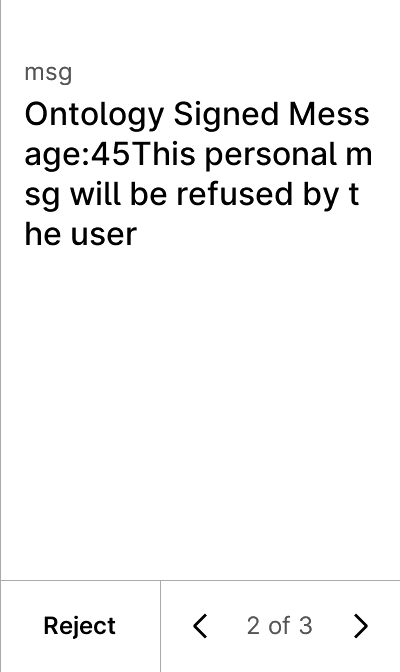 msg
Ontology Signed Mess
age:45This personal m
sg will be refused by t
he user
Reject
2 of 3